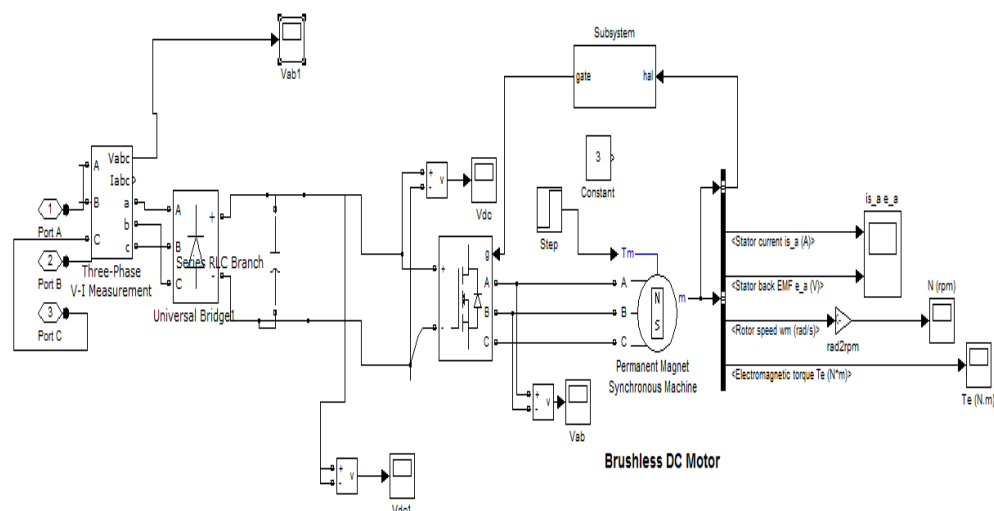 Subsystem
gate
hal
Vab1
3
Constant
Vabc
A
Iabc
a
B
b
C
c
1
Port A
2
Port B
3
Port C
Three-Phase
V-I Measurement
A
+
B
-
C
Series RLC Branch
Universal Bridge1
+
-
v
Vdc
Step
Tm
g
+
A
B
-
C
A
B
C
N
S
m
Permanent Magnet
Synchronous Machine
is_a e_a
<Stator current is_a (A)>
<Stator back EMF e_a (V)>
N (rpm)
<Rotor speed wm (rad/s)>
rad2rpm
<Electromagnetic torque Te (N*m)>
Te (N.m)
+
-
v
Vab
Brushless DC Motor
+
-
v
Vdc1